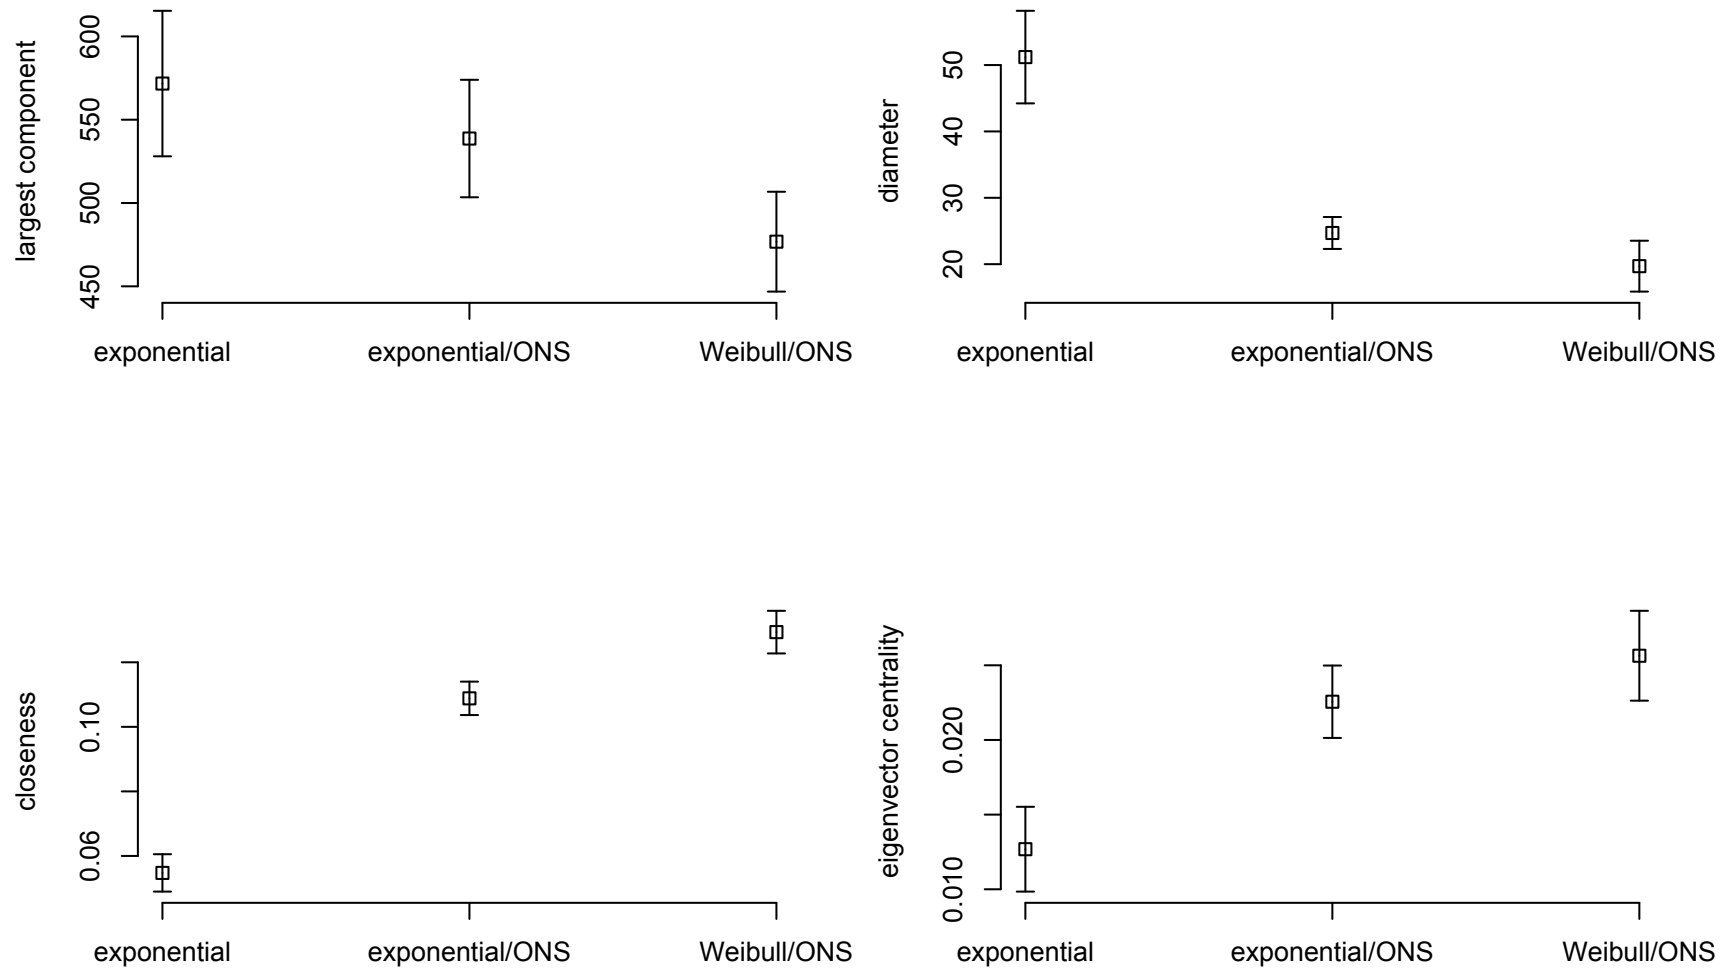 largest component
600
550
500
450
exponential
exponential/ONS
Weibull/ONS
diameter
50
40
30
20
exponential
exponential/ONS
Weibull/ONS
closeness
0.10
0.06
exponential
exponential/ONS
Weibull/ONS
eigenvector centrality
0.020
0.010
exponential
exponential/ONS
Weibull/ONS